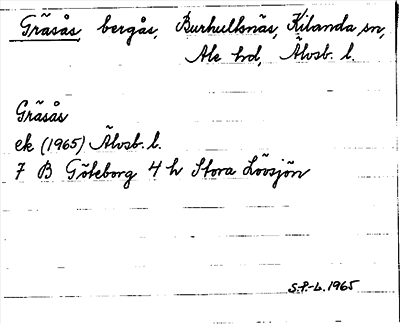 Gräsås, bergås, Burhultsnäs, Kilanda sn,
Ale hd, Älvsb. l.
Gräsås
ek (1965) Älvsb. l.
7 B Göteborg 4 h Stora Lövsjön
S.P.-L. 1965